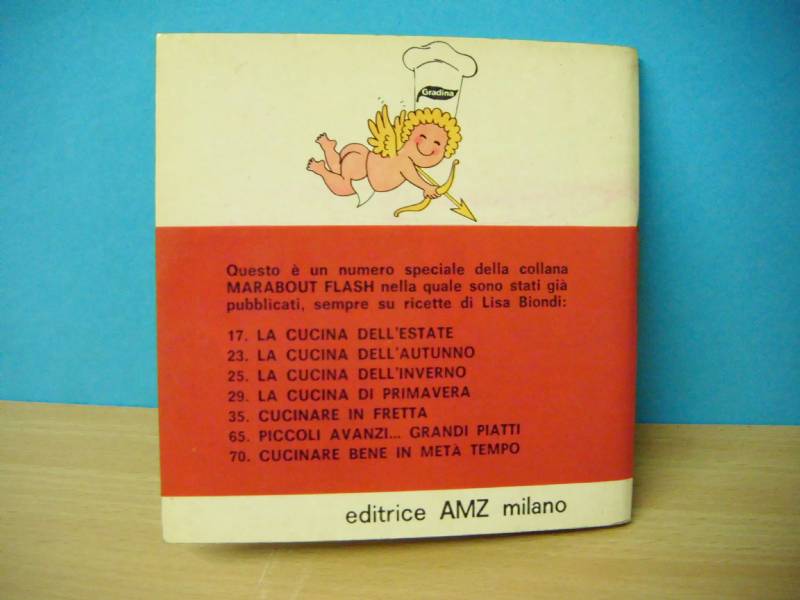 Gradina
Questo è un numero speciale della collana
MARABOUT FLASH nella quale sono stati già
pubblicati, sempre su ricette di Lisa Biondi:
17. LA CUCINA DELL'ESTATE
23. LA CUCINA DELL'AUTUNNO
25. LA CUCINA DELL'INVERNO
29. LA CUCINA DI PRIMAVERA
35. CUCINARE IN FRETTA
65. PICCOLI AVANZI... GRANDI PIATTI
70. CUCINARE BENE IN METÀ TEMPO
editrice AMZ milano